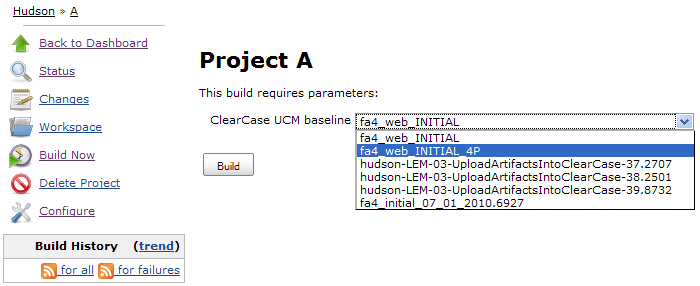 Hudson » A
Back to Dashboard
Status
Changes
Workspace
Build Now
Delete Project
Configure
Build History (trend)
for all for failures
Project A
This build requires parameters:
ClearCase UCM baseline fa4_web_INITIAL
fa4_web_INITIAL
fa4_web_INITIAL_4P
hudson-LEM-03-UploadArtifactsIntoClearCase-37.2707
hudson-LEM-03-UploadArtifactsIntoClearCase-38.2501
hudson-LEM-03-UploadArtifactsIntoClearCase-39.8732
fa4_initial_07_01_2010.6927
Build